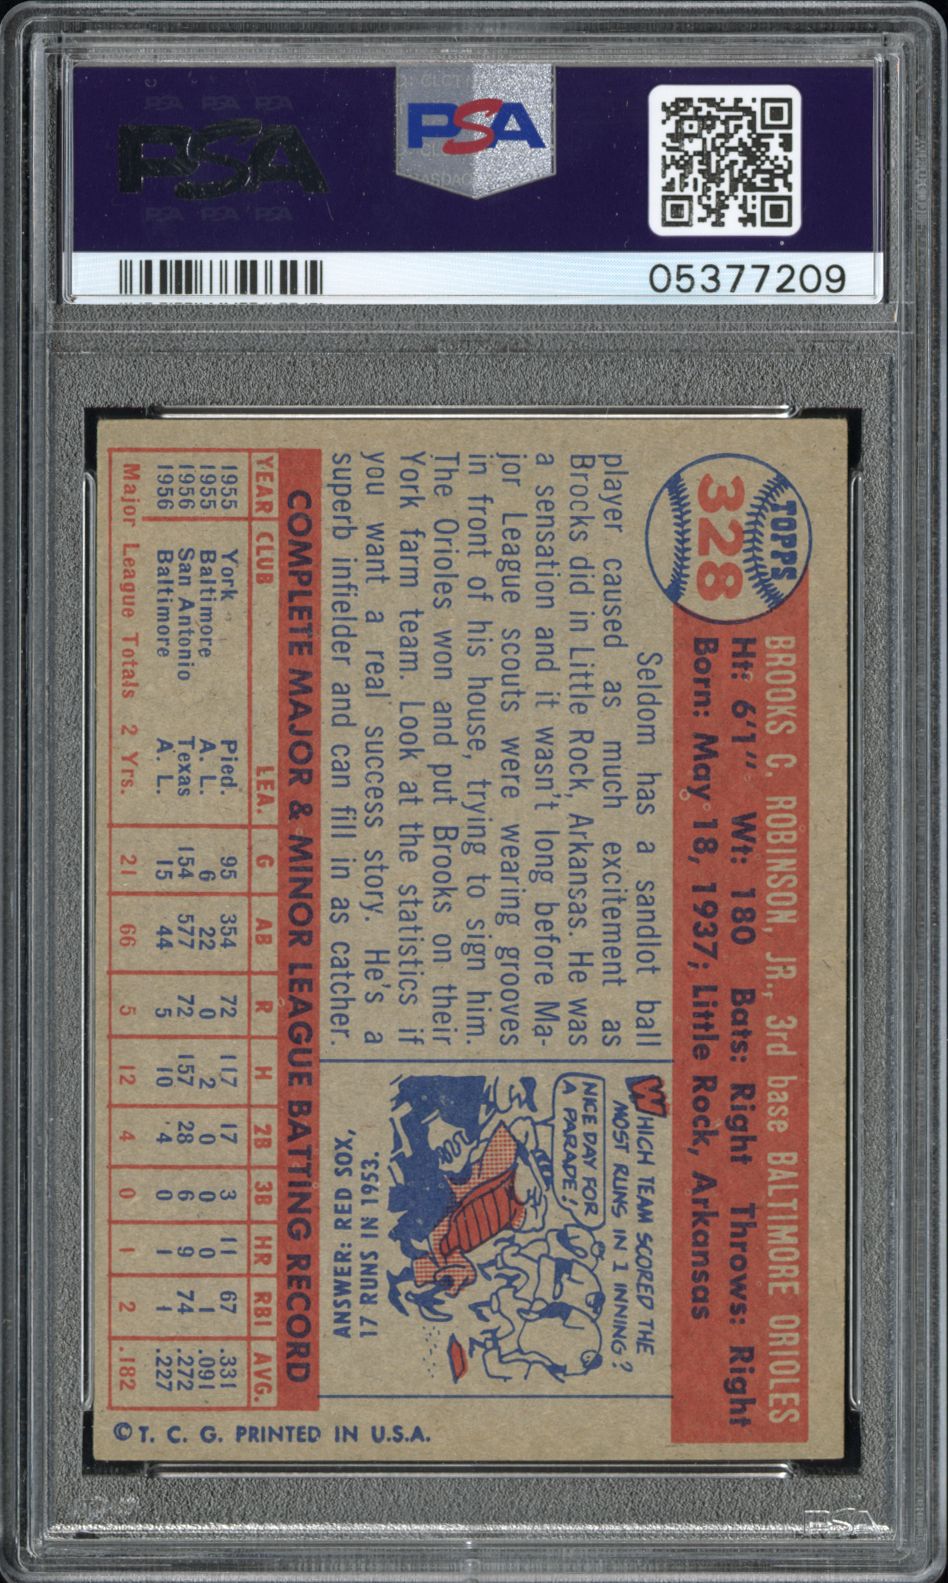 PSA PSA PSA
PSA
PSA PSA PSA
PSA
05377209
TOPPS
328
BROOKS C. ROBINSON, JR., 3rd base BALTIMORE ORIOLES
Ht: 6'1" Wt: 180 Bats: Right Throws: Right
Born: May 18, 1937; Little Rock, Arkansas
Seldom has a sandlot ball
player caused as much excitement as
Brooks did in Little Rock, Arkansas. He was
a sensation and it wasn't long before Ma-
jor League scouts were wearing grooves
in front of his house, trying to sign him.
The Orioles won and put Brooks on their
York farm team. Look at the statistics if
you want a real success story. He's a
superb infielder and can fill in as catcher.
WHICH TEAM SCORED THE
MOST RUNS IN 1 INNING?
NICE DAY FOR
A PARADE!
17 RUNS IN 1953.
ANSWER: RED SOX,
COMPLETE MAJOR & MINOR LEAGUE BATTING RECORD
YEAR CLUB LEA. G AB R H 2B 3B HR RBI AVG.
1955 York Pied. 95 354 72 117 17 3 11 67 .331
1955 Baltimore A. L. 6 22 0 2 0 0 0 1 .091
1956 San Antonio Texas 154 577 72 157 28 6 9 74 .272
1956 Baltimore A. L. 15 44 5 10 4 0 1 1 .227
Major League Totals 2 Yrs. 21 66 5 12 4 0 1 2 .182
© T. C. G. PRINTED IN U.S.A.
PSA